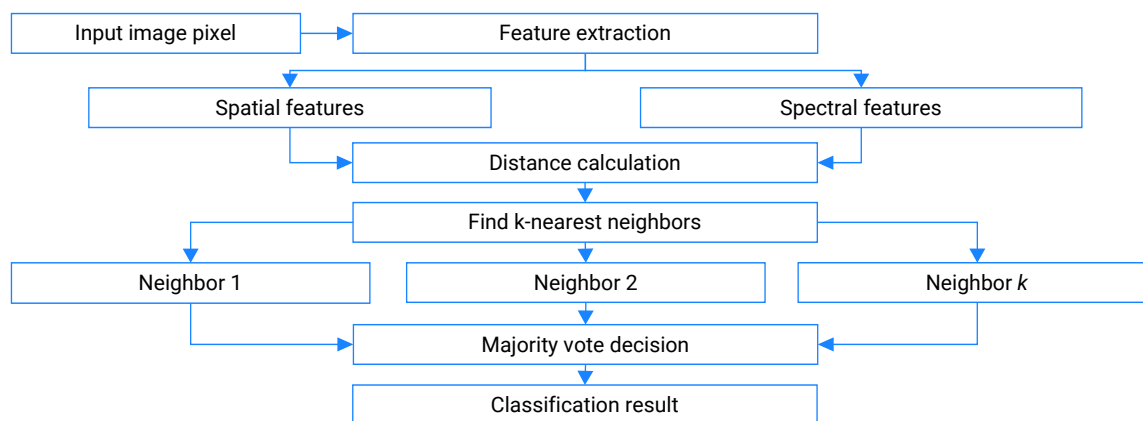 Input image pixel
Feature extraction
Spatial features
Spectral features
Distance calculation
Find k-nearest neighbors
Neighbor 1
Neighbor 2
Neighbor k
Majority vote decision
Classification result